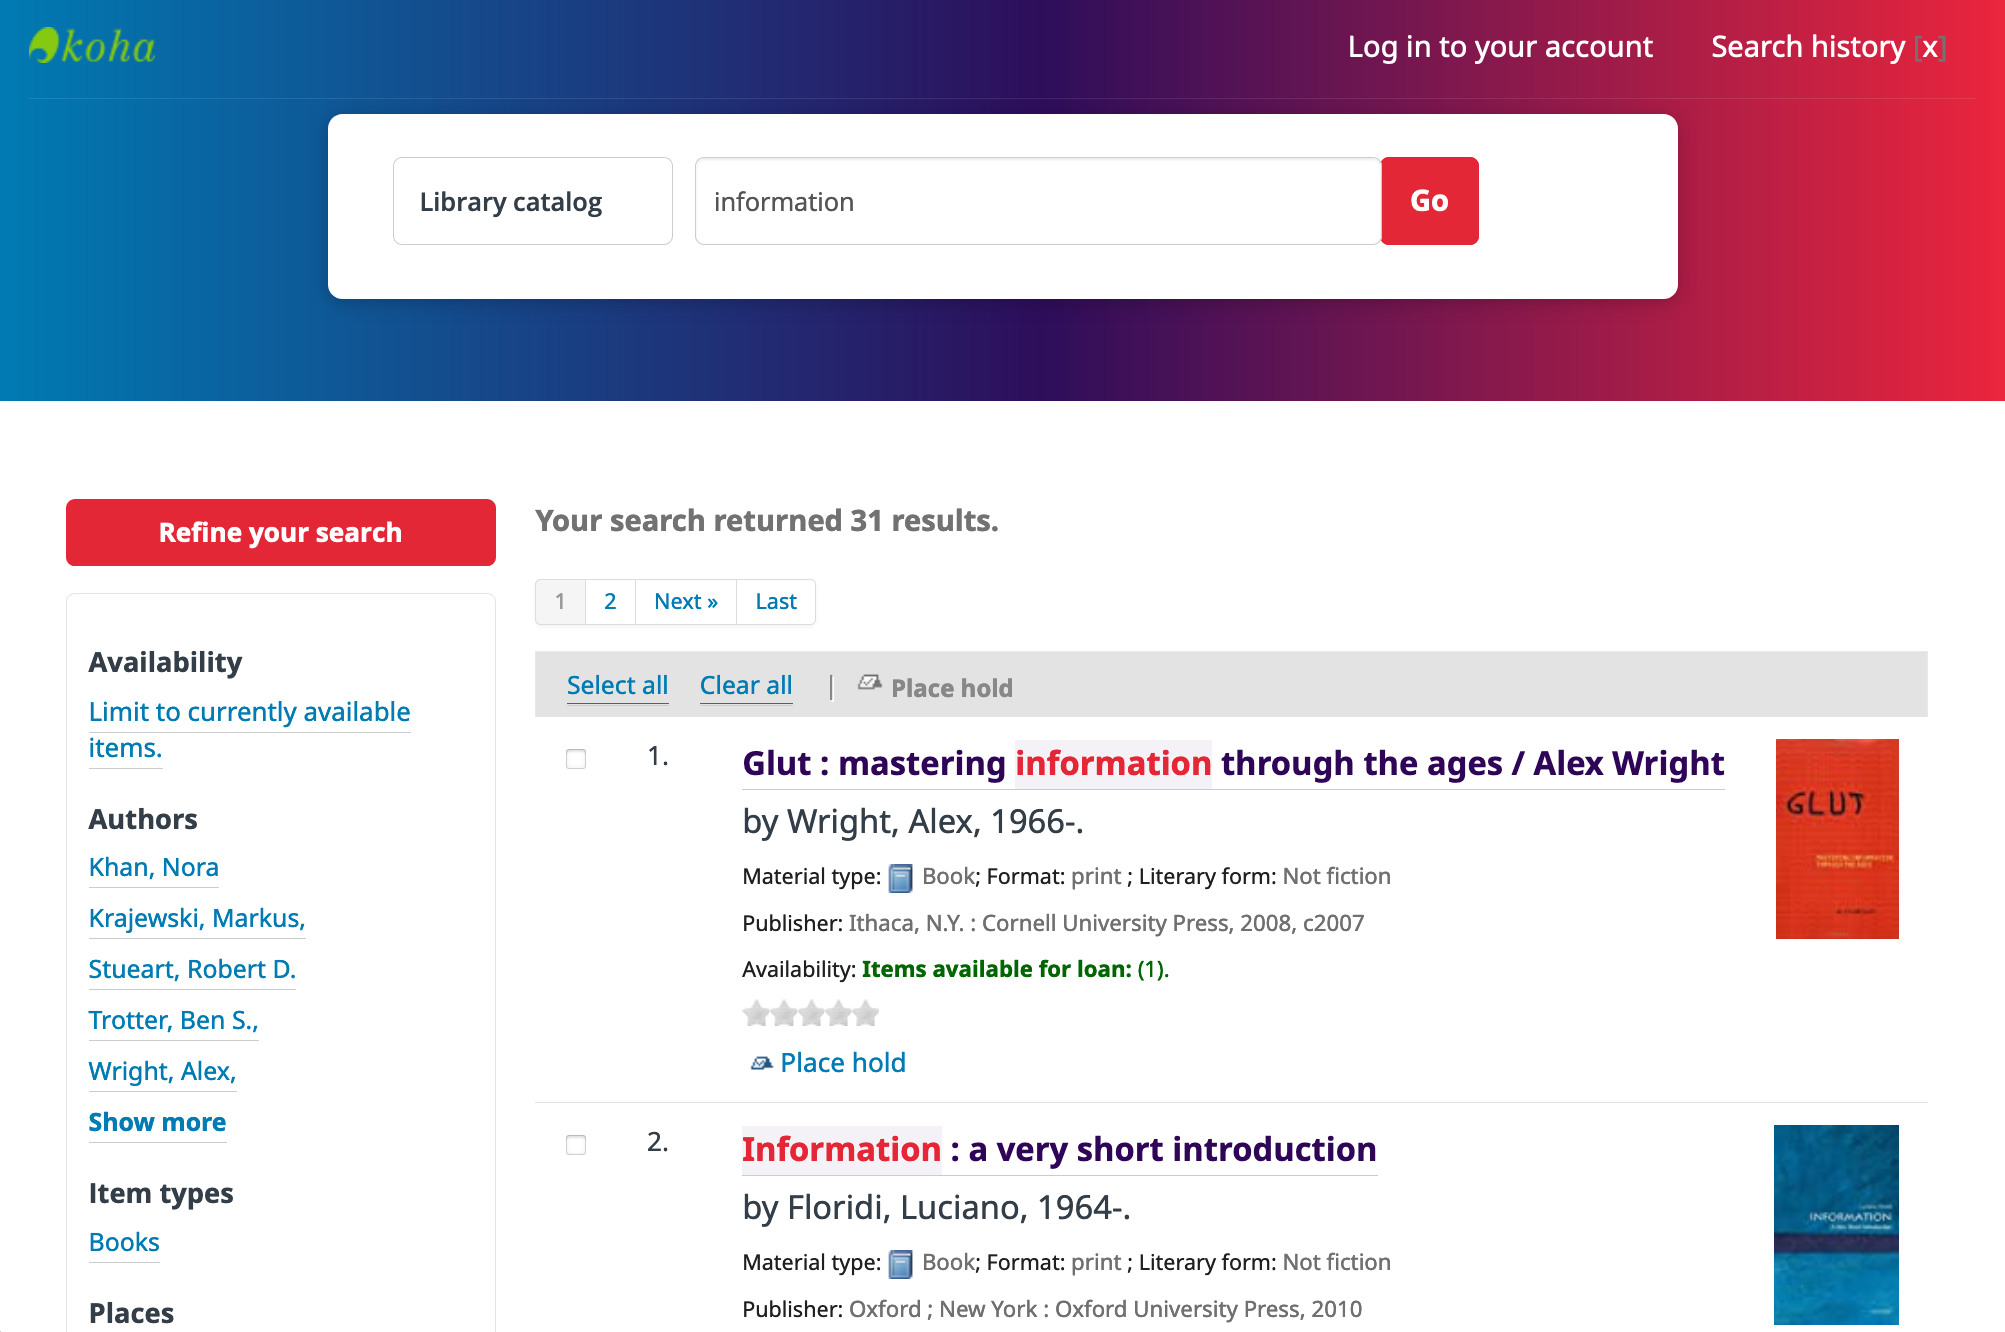 koha
Log in to your account
Search history [x]
Library catalog
information
Go
Refine your search
Availability
Limit to currently available
items.
Authors
Khan, Nora
Krajewski, Markus,
Stueart, Robert D.
Trotter, Ben S.,
Wright, Alex,
Show more
Item types
Books
Places
Your search returned 31 results.
1 2 Next » Last
Select all Clear all | Place hold
1.
Glut : mastering information through the ages / Alex Wright
by Wright, Alex, 1966-.
Material type: Book; Format: print ; Literary form: Not fiction
Publisher: Ithaca, N.Y. : Cornell University Press, 2008, c2007
Availability: Items available for loan: (1).
Place hold
GLUT
2.
Information : a very short introduction
by Floridi, Luciano, 1964-.
Material type: Book; Format: print ; Literary form: Not fiction
Publisher: Oxford ; New York : Oxford University Press, 2010
INFORMATION